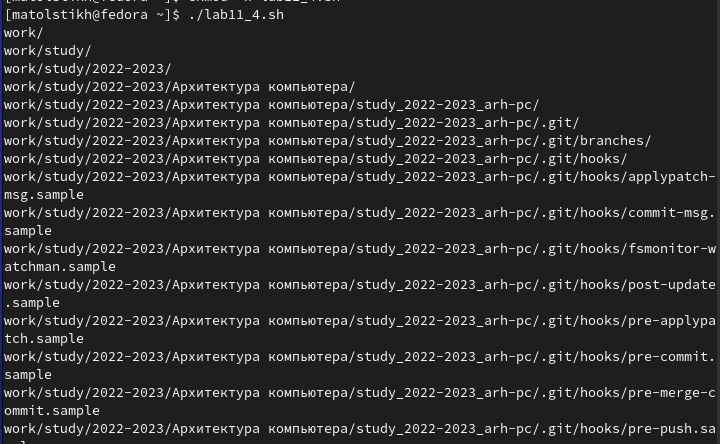 [matolstikh@fedora ~]$ ./lab11_4.sh
work/
work/study/
work/study/2022-2023/
work/study/2022-2023/Архитектура компьютера/
work/study/2022-2023/Архитектура компьютера/study_2022-2023_arh-pc/
work/study/2022-2023/Архитектура компьютера/study_2022-2023_arh-pc/.git/
work/study/2022-2023/Архитектура компьютера/study_2022-2023_arh-pc/.git/branches/
work/study/2022-2023/Архитектура компьютера/study_2022-2023_arh-pc/.git/hooks/
work/study/2022-2023/Архитектура компьютера/study_2022-2023_arh-pc/.git/hooks/applypatch-
msg.sample
work/study/2022-2023/Архитектура компьютера/study_2022-2023_arh-pc/.git/hooks/commit-msg.
sample
work/study/2022-2023/Архитектура компьютера/study_2022-2023_arh-pc/.git/hooks/fsmonitor-w
atchman.sample
work/study/2022-2023/Архитектура компьютера/study_2022-2023_arh-pc/.git/hooks/post-update
.sample
work/study/2022-2023/Архитектура компьютера/study_2022-2023_arh-pc/.git/hooks/pre-applypa
tch.sample
work/study/2022-2023/Архитектура компьютера/study_2022-2023_arh-pc/.git/hooks/pre-commit.
sample
work/study/2022-2023/Архитектура компьютера/study_2022-2023_arh-pc/.git/hooks/pre-merge-c
ommit.sample
work/study/2022-2023/Архитектура компьютера/study_2022-2023_arh-pc/.git/hooks/pre-push.sa